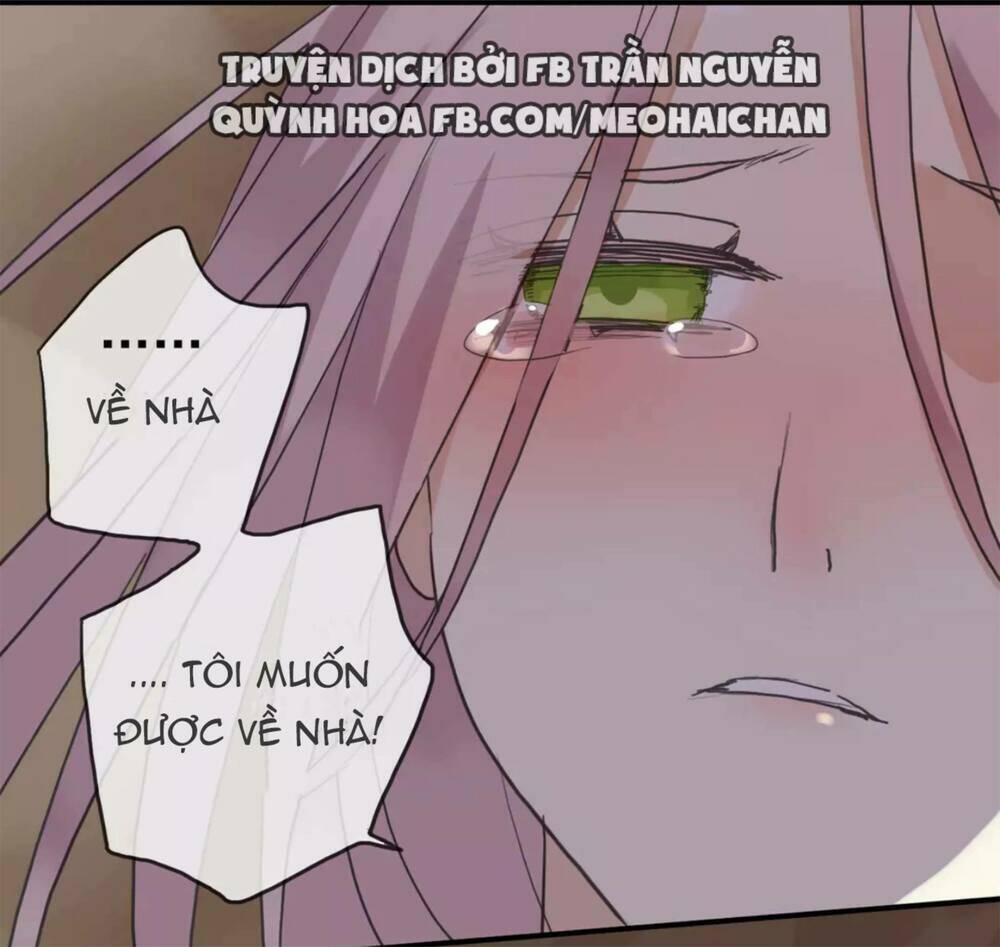 TRUYỆN DỊCH BỞI FB TRẦN NGUYỄN
QUỲNH HOA FB.COM/MEOHAICHAN
......
VỀ NHÀ
.... TÔI MUỐN
ĐƯỢC VỀ NHÀ!